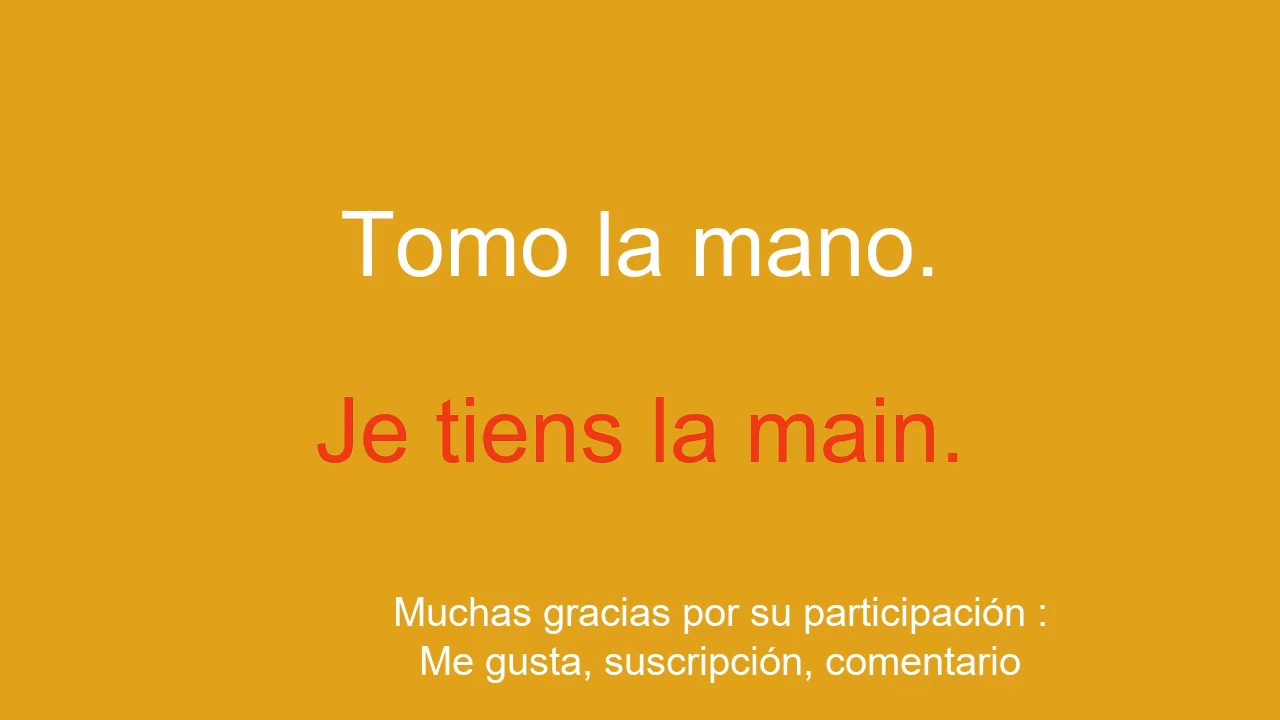 Tomo la mano.
Je tiens la main.
Muchas gracias por su participación :
Me gusta, suscripción, comentario